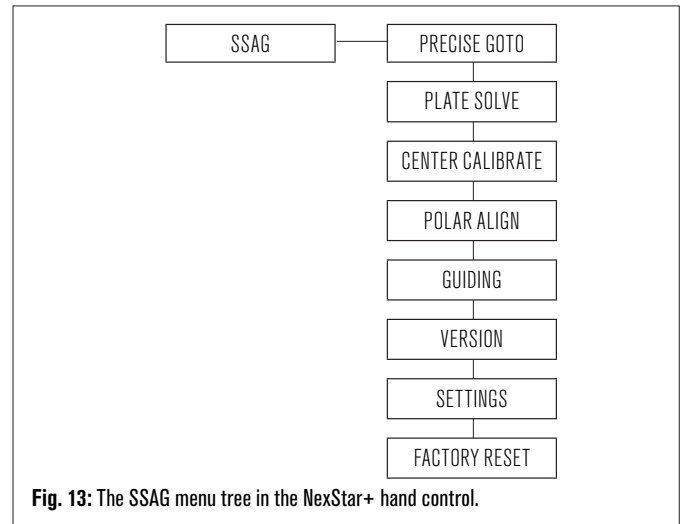 SSAG
PRECISE GOTO
PLATE SOLVE
CENTER CALIBRATE
POLAR ALIGN
GUIDING
VERSION
SETTINGS
FACTORY RESET
Fig. 13: The SSAG menu tree in the NexStar+ hand control.